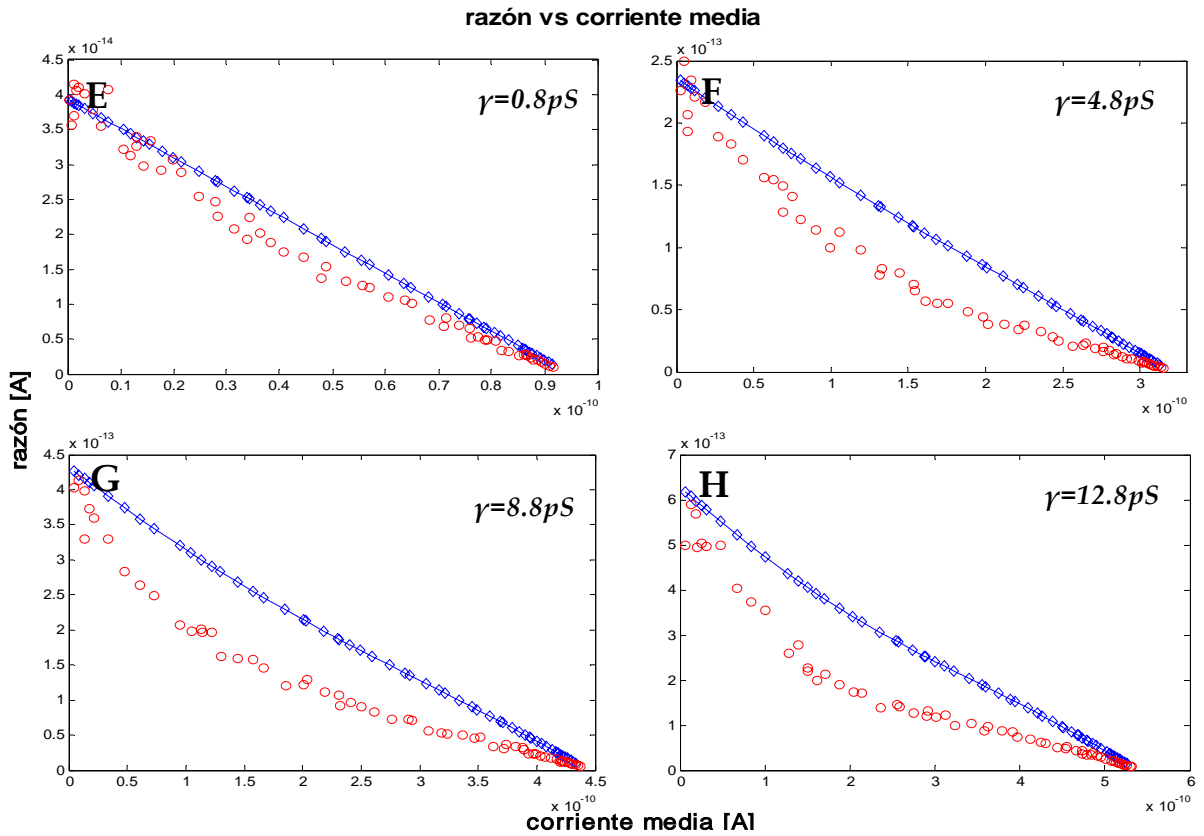 razón vs corriente media
x 10⁻¹⁴
4.5
4
3.5
3
2.5
2
1.5
1
0.5
0
E
γ=0.8pS
0 0.1 0.2 0.3 0.4 0.5 0.6 0.7 0.8 0.9 1
x 10⁻¹⁰
x 10⁻¹³
2.5
2
1.5
1
0.5
0
F
γ=4.8pS
0 0.5 1 1.5 2 2.5 3
x 10⁻¹⁰
razón [A]
x 10⁻¹³
4.5
4
3.5
3
2.5
2
1.5
1
0.5
0
G
γ=8.8pS
0 0.5 1 1.5 2 2.5 3 3.5 4 4.5
x 10⁻¹⁰
x 10⁻¹³
7
6
5
4
3
2
1
0
H
γ=12.8pS
0 1 2 3 4 5 6
x 10⁻¹⁰
corriente media [A]